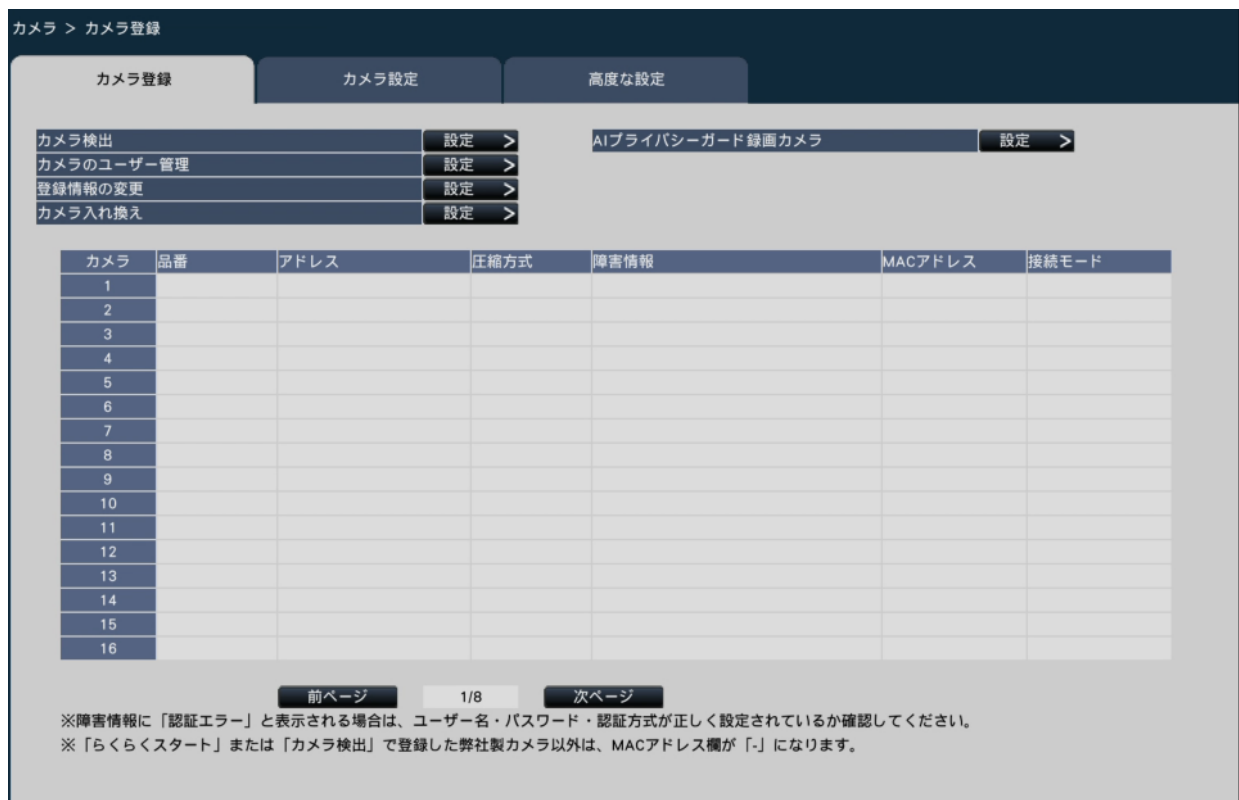 カメラ > カメラ登録
カメラ登録 カメラ設定 高度な設定
カメラ検出 設定 > AIプライバシーガード録画カメラ 設定 >
カメラのユーザー管理 設定 >
登録情報の変更 設定 >
カメラ入れ換え 設定 >
カメラ 品番 アドレス 圧縮方式 障害情報 MACアドレス 接続モード
1
2
3
4
5
6
7
8
9
10
11
12
13
14
15
16
前ページ 1/8 次ページ
※障害情報に「認証エラー」と表示される場合は、ユーザー名・パスワード・認証方式が正しく設定されているか確認してください。
※「らくらくスタート」または「カメラ検出」で登録した弊社製カメラ以外は、MACアドレス欄が「-」になります。